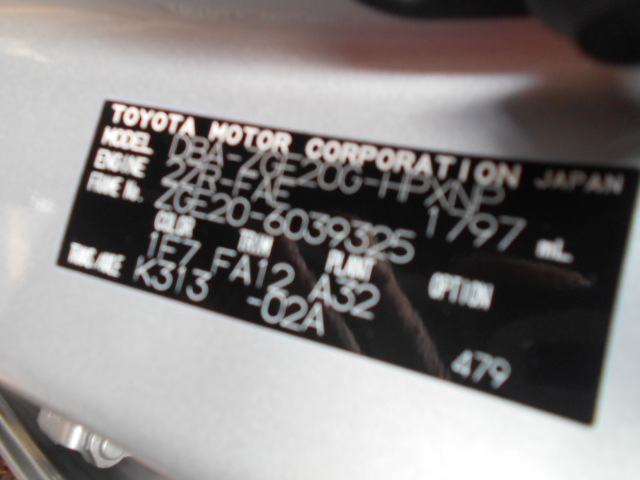 TOYOTA MOTOR CORPORATION JAPAN
MODEL DBA-ZGE20G-HPXNP
ENGINE 2ZR-FAE 1797 mL
FRAME No. ZGE20-6039325
COLOR TRIM PLANT OPTION
1E7 FA12 A32
TRANS/AXLE K313 -02A
479